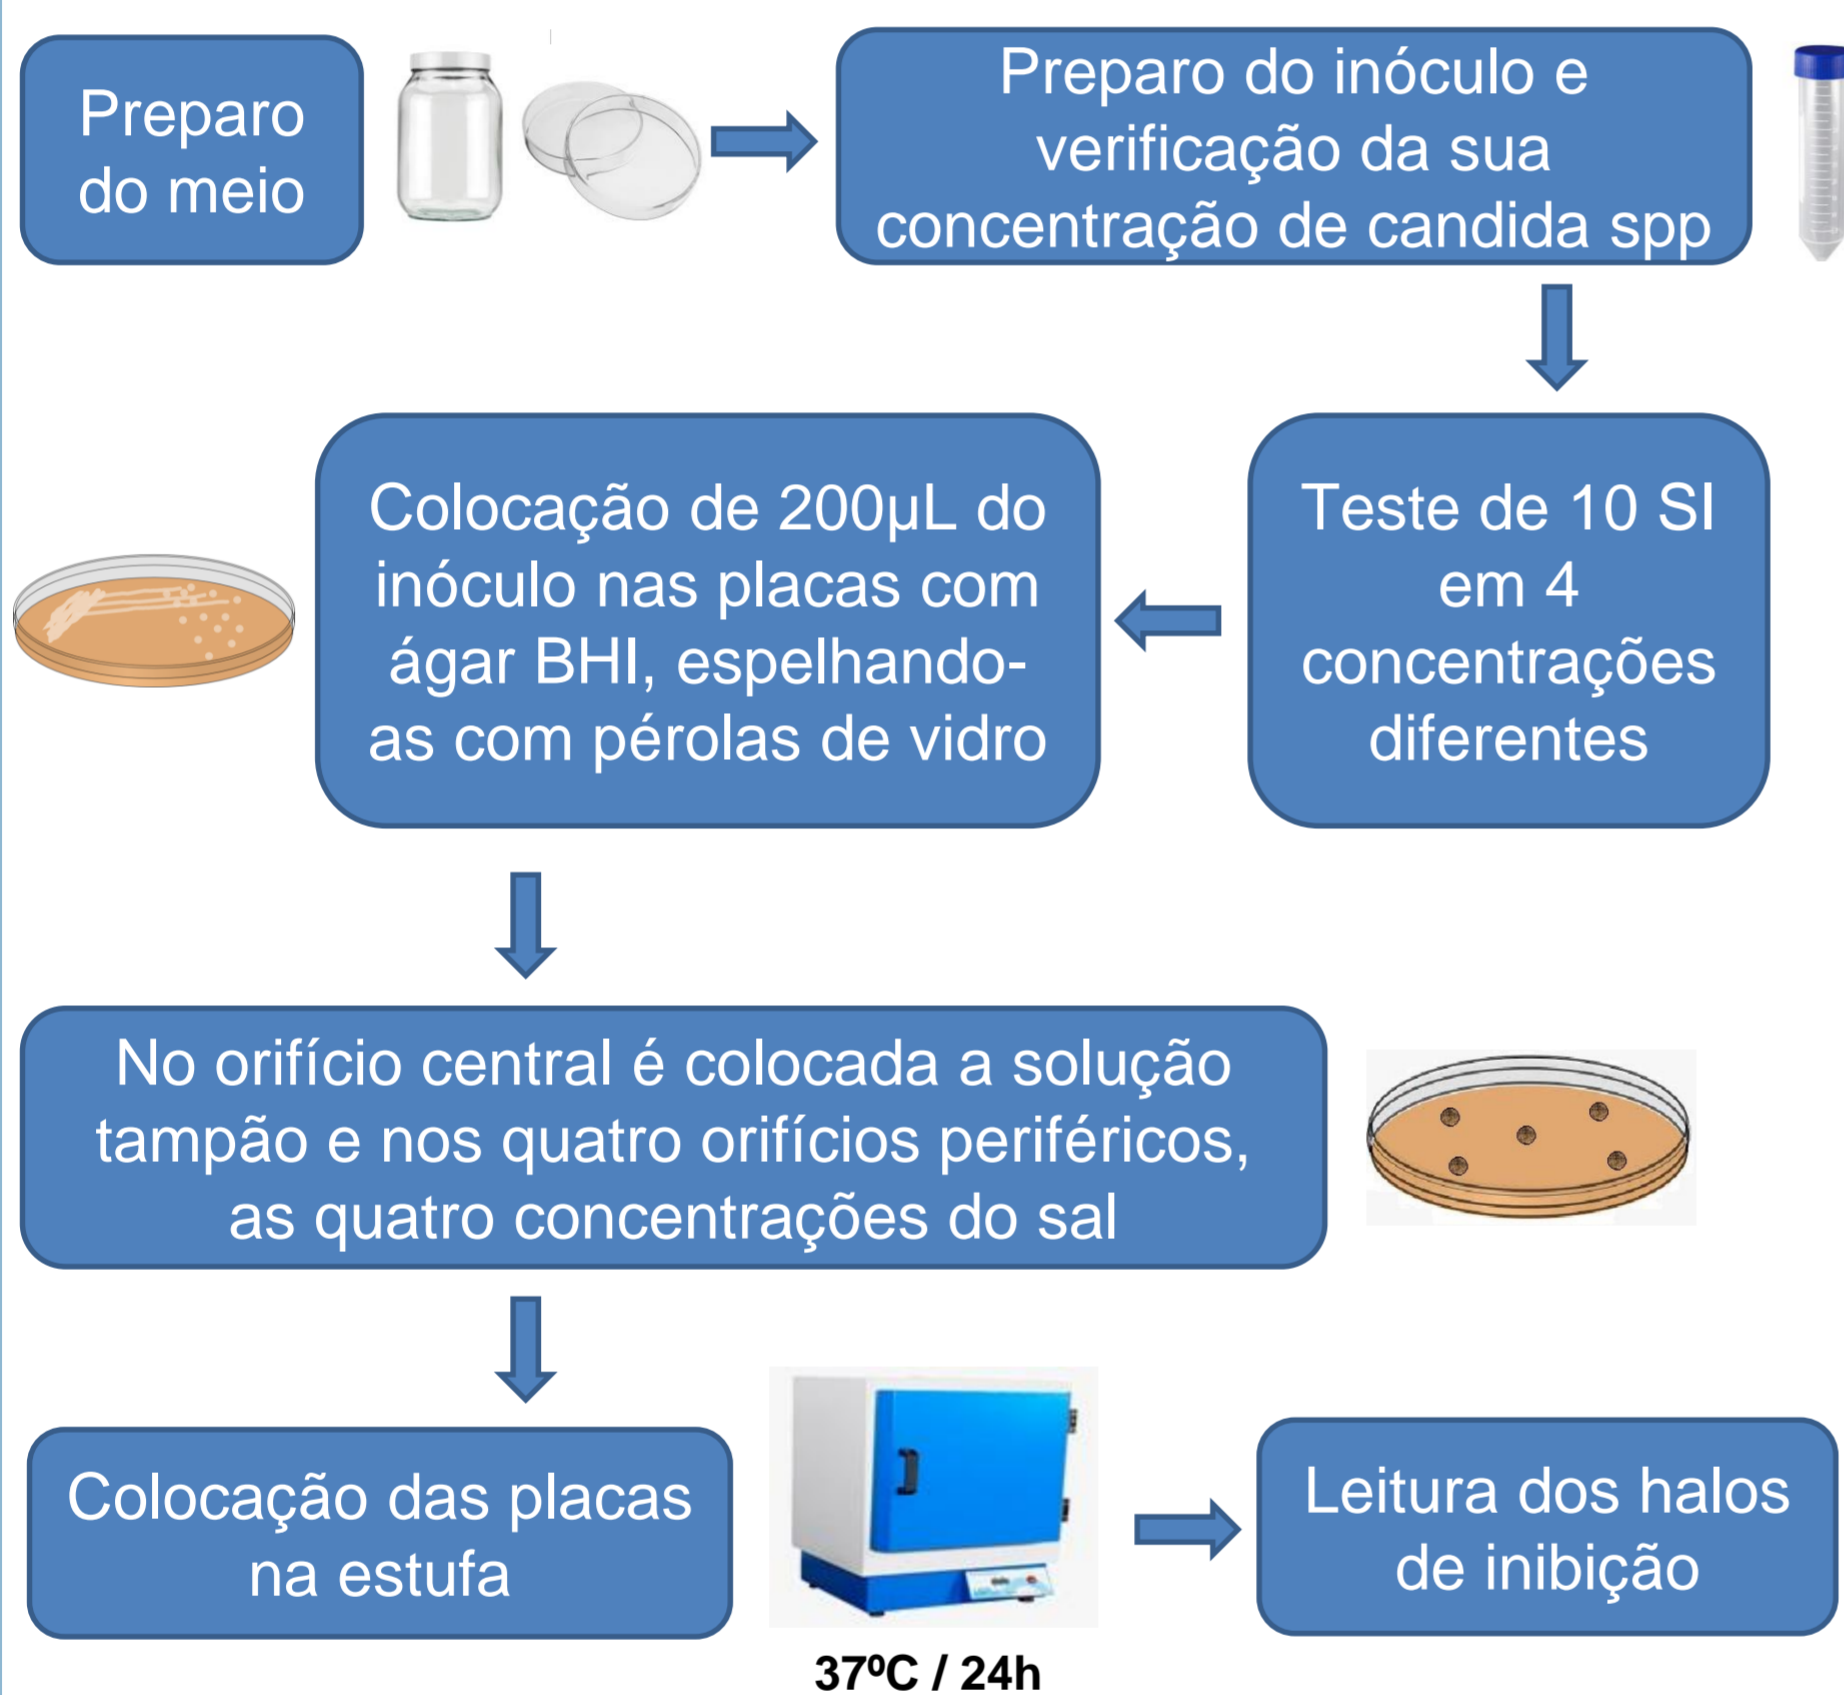 Preparo
do meio
Preparo do inóculo e
verificação da sua
concentração de candida spp
Teste de 10 SI
em 4
concentrações
diferentes
Colocação de 200µL do
inóculo nas placas com
ágar BHI, espelhando-
as com pérolas de vidro
No orifício central é colocada a solução
tampão e nos quatro orifícios periféricos,
as quatro concentrações do sal
Colocação das placas
na estufa
37ºC / 24h
Leitura dos halos
de inibição